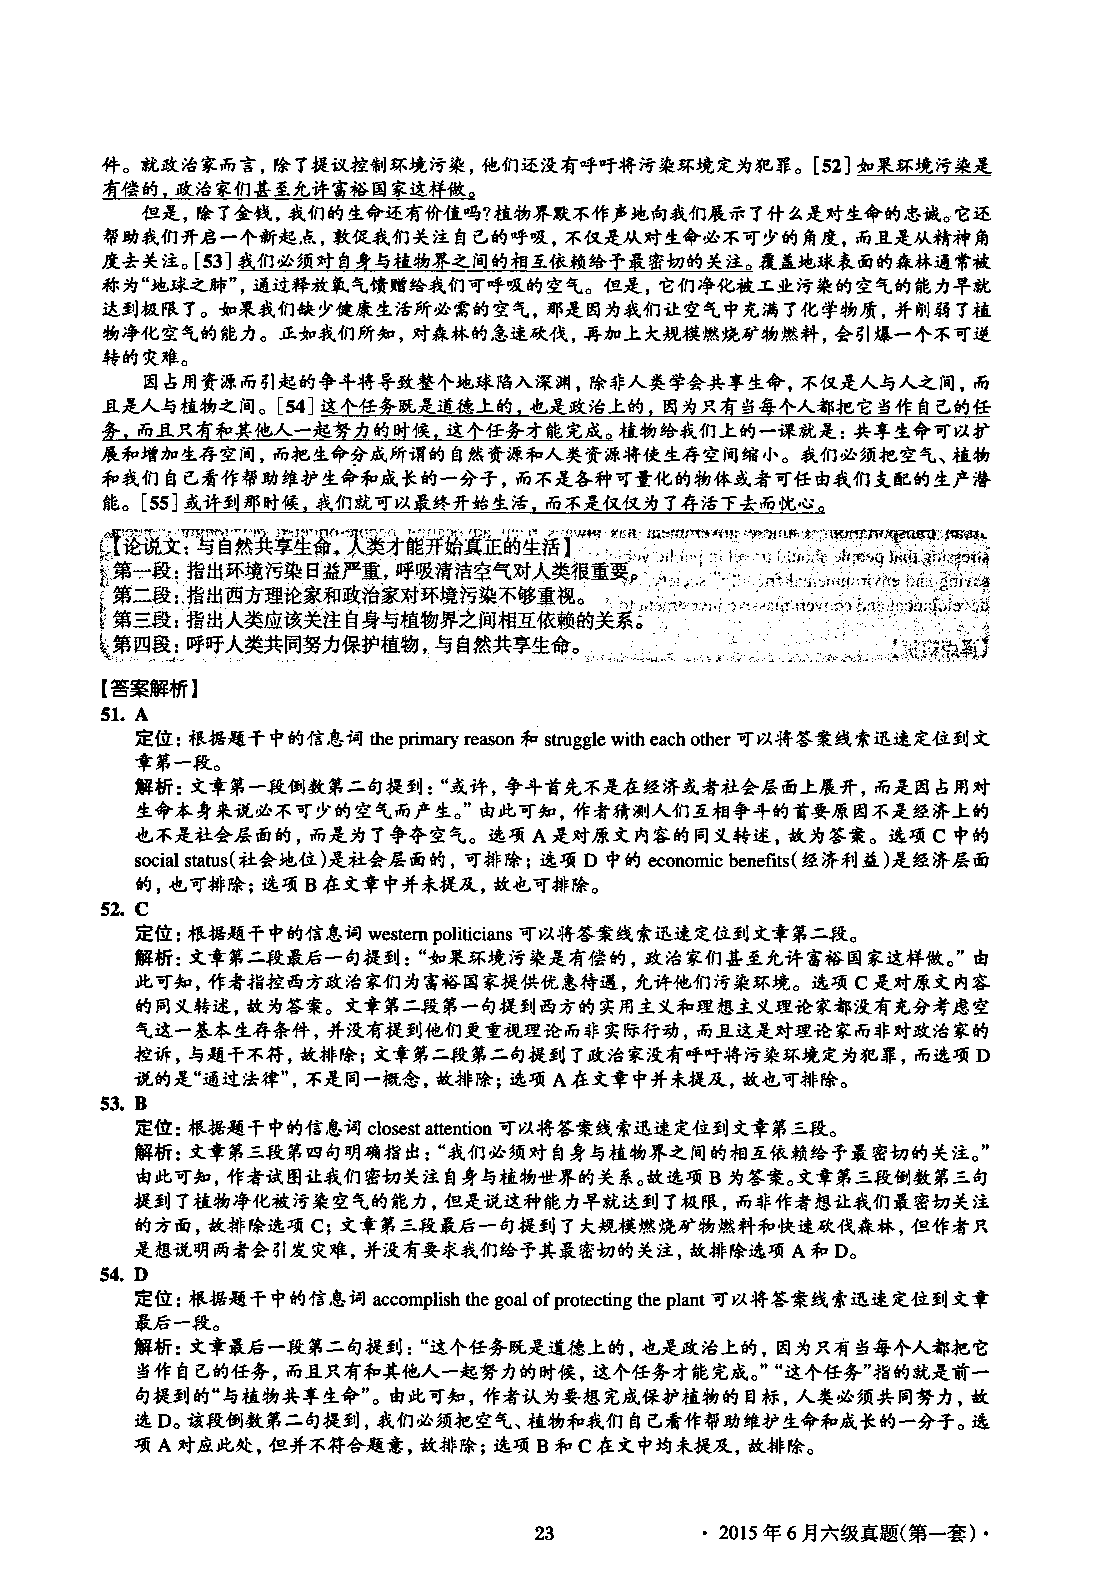 件。就政治家而言，除了提议控制环境污染，他们还没有呼吁将污染环境定为犯罪。[52]如果环境污染是
有偿的，政治家们甚至允许富裕国家这样做。
但是，除了金钱，我们的生命还有价值吗?植物界默不作声地向我们展示了什么是对生命的忠诚。它还
帮助我们开启一个新起点，敦促我们关注自己的呼吸，不仅是从对生命必不可少的角度，而且是从精神角
度去关注。[53]我们必须对自身与植物界之间的相互依赖给予最密切的关注。覆盖地球表面的森林通常被
称为“地球之肺”，通过释放氧气馈赠给我们可呼吸的空气。但是，它们净化被工业污染的空气的能力早就
达到极限了。如果我们缺少健康生活所必需的空气，那是因为我们让空气中充满了化学物质，并削弱了植
物净化空气的能力。正如我们所知，对森林的急速砍伐，再加上大规模燃烧矿物燃料，会引爆一个不可逆
转的灾难。
因占用资源而引起的争斗将导致整个地球陷入深渊，除非人类学会共享生命，不仅是人与人之间，而
且是人与植物之间。[54]这个任务既是道德上的，也是政治上的，因为只有当每个人都把它当作自己的任
务，而且只有和其他人一起努力的时候，这个任务才能完成。植物给我们上的一课就是：共享生命可以扩
展和增加生存空间，而把生命分成所谓的自然资源和人类资源将使生存空间缩小。我们必须把空气、植物
和我们自己看作帮助维护生命和成长的一分子，而不是各种可量化的物体或者可任由我们支配的生产潜
能。[55]或许到那时候，我们就可以最终开始生活，而不是仅仅为了存活下去而忧心。
【论说文：与自然共享生命，人类才能开始真正的生活】
第一段：指出环境污染日益严重，呼吸清洁空气对人类很重要。
第二段：指出西方理论家和政治家对环境污染不够重视。
第三段：指出人类应该关注自身与植物界之间相互依赖的关系。
第四段：呼吁人类共同努力保护植物，与自然共享生命。
【答案解析】
51. A
定位：根据题干中的信息词 the primary reason 和 struggle with each other 可以将答案线索迅速定位到文
章第一段。
解析：文章第一段倒数第二句提到：“或许，争斗首先不是在经济或者社会层面上展开，而是因占用对
生命本身来说必不可少的空气而产生。”由此可知，作者猜测人们互相争斗的首要原因不是经济上的
也不是社会层面的，而是为了争夺空气。选项 A 是对原文内容的同义转述，故为答案。选项 C 中的
social status(社会地位)是社会层面的，可排除；选项 D 中的 economic benefits(经济利益)是经济层面
的，也可排除；选项 B 在文章中并未提及，故也可排除。
52. C
定位：根据题干中的信息词 western politicians 可以将答案线索迅速定位到文章第二段。
解析：文章第二段最后一句提到：“如果环境污染是有偿的，政治家们甚至允许富裕国家这样做。”由
此可知，作者指控西方政治家们为富裕国家提供优惠待遇，允许他们污染环境。选项 C 是对原文内容
的同义转述，故为答案。文章第二段第一句提到西方的实用主义和理想主义理论家都没有充分考虑空
气这一基本生存条件，并没有提到他们更重视理论而非实际行动，而且这是对理论家而非对政治家的
控诉，与题干不符，故排除；文章第二段第二句提到了政治家没有呼吁将污染环境定为犯罪，而选项 D
说的是“通过法律”，不是同一概念，故排除；选项 A 在文章中并未提及，故也可排除。
53. B
定位：根据题干中的信息词 closest attention 可以将答案线索迅速定位到文章第三段。
解析：文章第三段第四句明确指出：“我们必须对自身与植物界之间的相互依赖给予最密切的关注。”
由此可知，作者试图让我们密切关注自身与植物世界的关系。故选项 B 为答案。文章第三段倒数第三句
提到了植物净化被污染空气的能力，但是说这种能力早就达到了极限，而非作者想让我们最密切关注
的方面，故排除选项 C；文章第三段最后一句提到了大规模燃烧矿物燃料和快速砍伐森林，但作者只
是想说明两者会引发灾难，并没有要求我们给予其最密切的关注，故排除选项 A 和 D。
54. D
定位：根据题干中的信息词 accomplish the goal of protecting the plant 可以将答案线索迅速定位到文章
最后一段。
解析：文章最后一段第二句提到：“这个任务既是道德上的，也是政治上的，因为只有当每个人都把它
当作自己的任务，而且只有和其他人一起努力的时候，这个任务才能完成。”“这个任务”指的就是前一
句提到的“与植物共享生命”。由此可知，作者认为要想完成保护植物的目标，人类必须共同努力，故
选 D。该段倒数第二句提到，我们必须把空气、植物和我们自己看作帮助维护生命和成长的一分子。选
项 A 对应此处，但并不符合题意，故排除；选项 B 和 C 在文中均未提及，故排除。
23
·2015 年 6 月六级真题(第一套)·